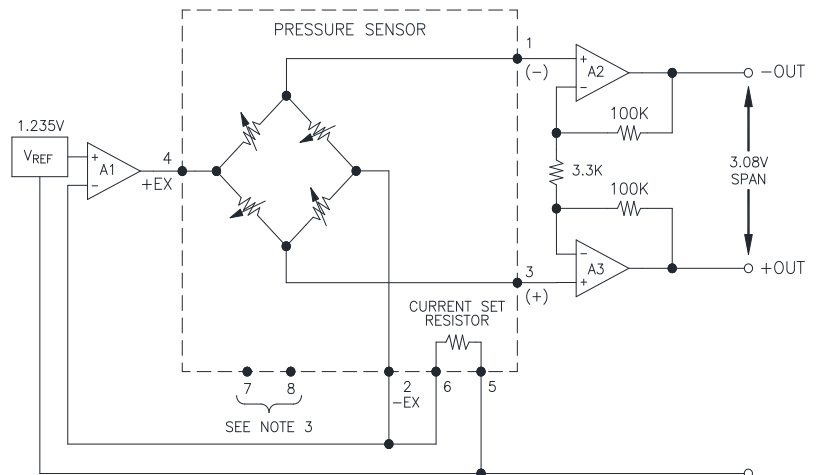 PRESSURE SENSOR
1
(−)
+
A2
−
−OUT
100K
1.235V
VREF
+
A1
−
4
+EX
3.3K
3.08V
SPAN
100K
−
A3
+
+OUT
3
(+)
CURRENT SET
RESISTOR
7
8
2
−EX
6
5
SEE NOTE 3